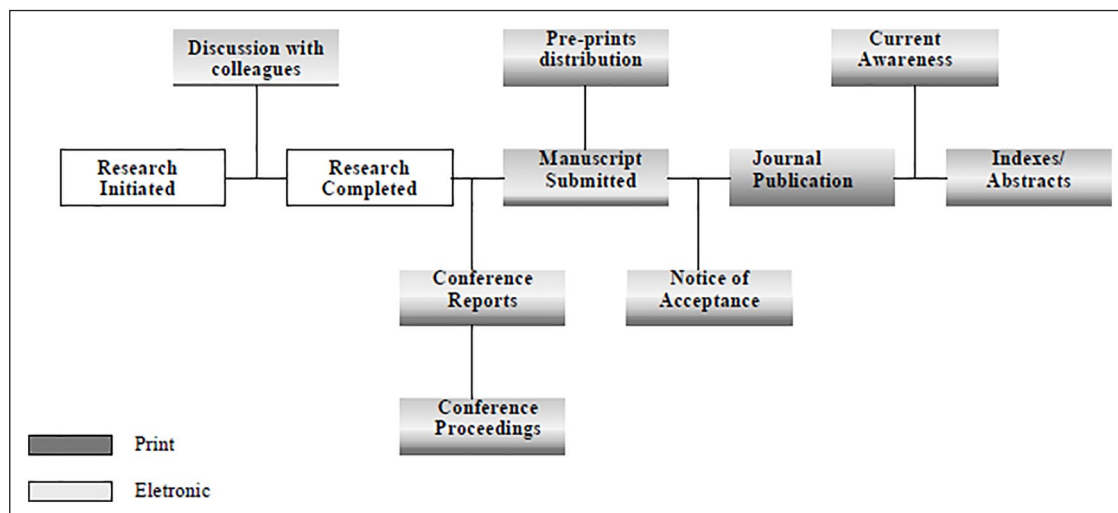 Discussion with
colleagues
Pre-prints
distribution
Current
Awareness
Research
Initiated
Research
Completed
Manuscript
Submitted
Journal
Publication
Indexes/
Abstracts
Conference
Reports
Notice of
Acceptance
Conference
Proceedings
Print
Eletronic